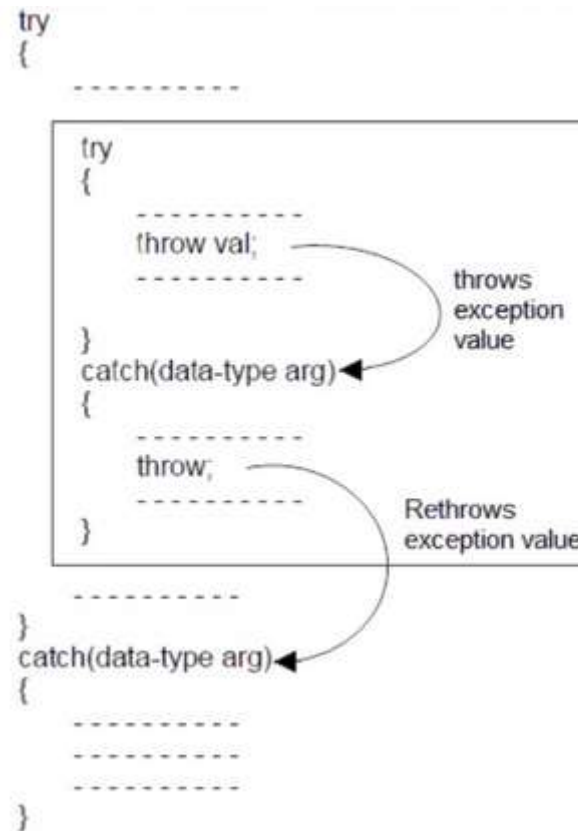 try
{
- - - - - - - - - -
try
{
- - - - - - - - - -
throw val;
- - - - - - - - - -
throws
exception
value
}
catch(data-type arg)
{
- - - - - - - - - -
throw;
- - - - - - - - - -
Rethrows
exception value
}
- - - - - - - - - -
}
catch(data-type arg)
{
- - - - - - - - - -
- - - - - - - - - -
- - - - - - - - - -
}